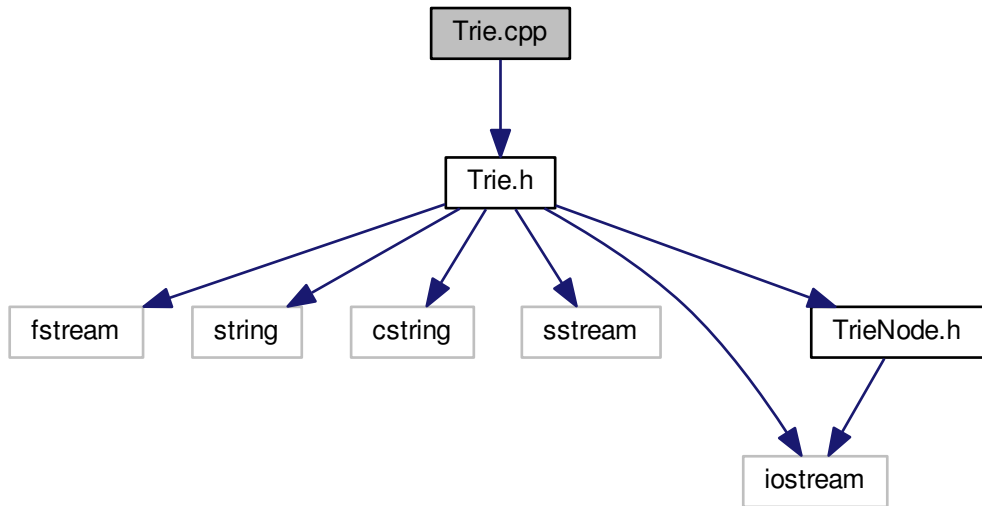 Trie.cpp
Trie.h
fstream
string
cstring
sstream
TrieNode.h
iostream